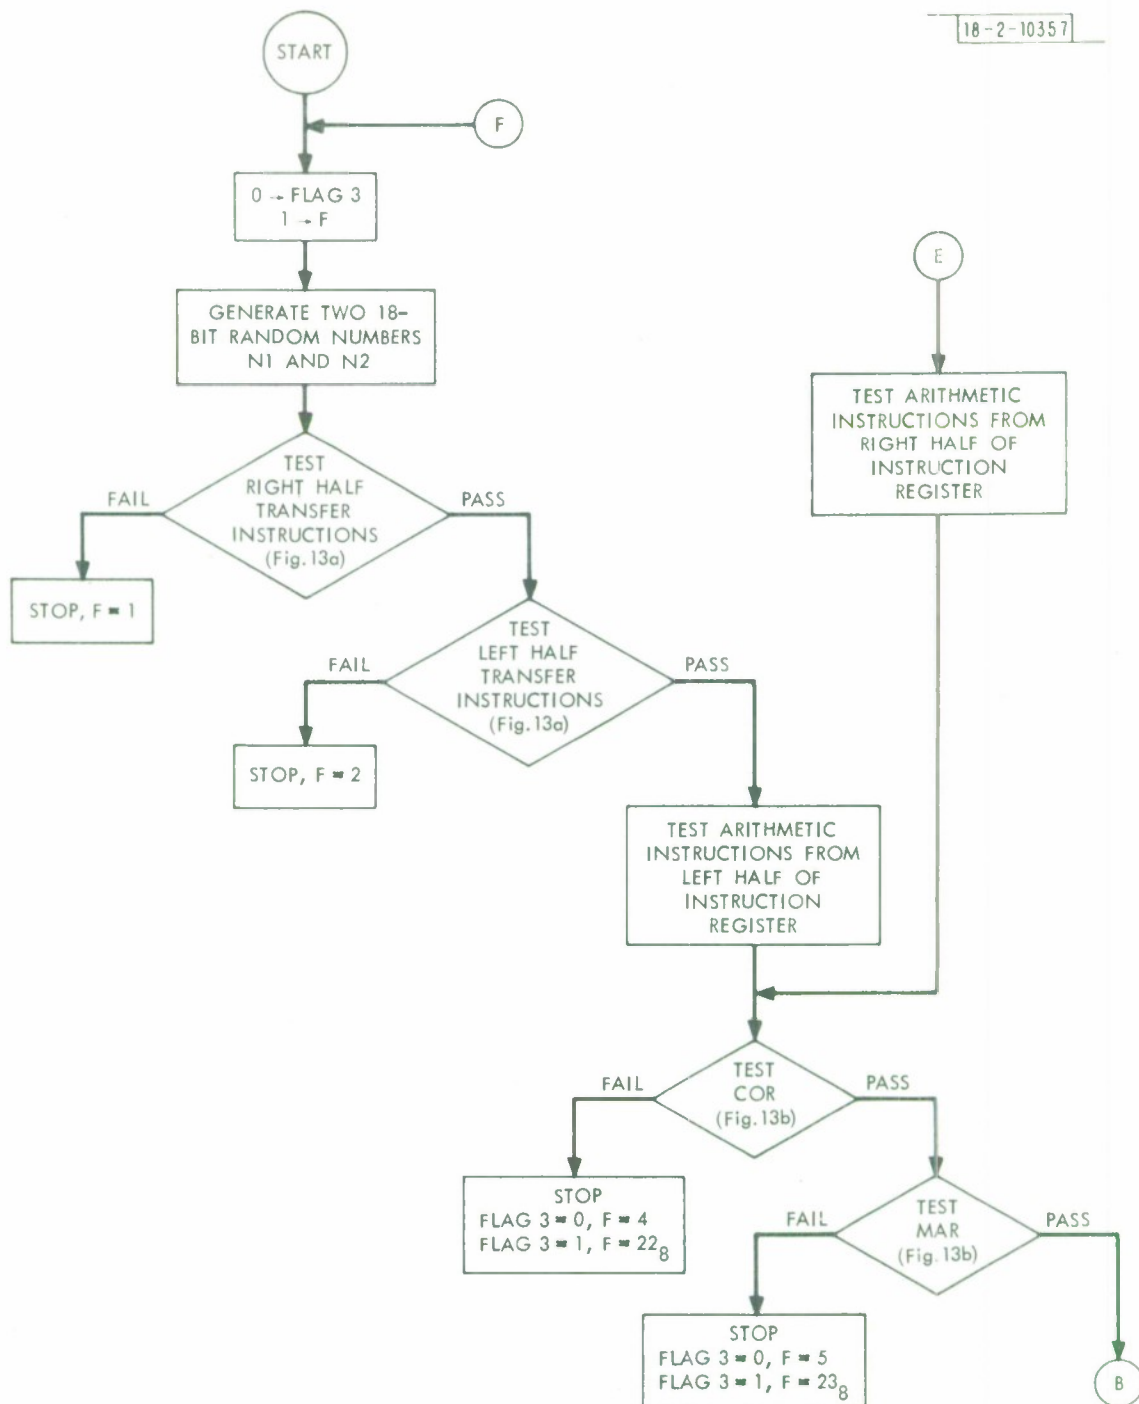 18-2-10357
START
F
0 → FLAG 3
1 → F
E
GENERATE TWO 18-
BIT RANDOM NUMBERS
N1 AND N2
TEST ARITHMETIC
INSTRUCTIONS FROM
RIGHT HALF OF
INSTRUCTION
REGISTER
TEST
RIGHT HALF
TRANSFER
INSTRUCTIONS
(Fig. 13a)
FAIL
PASS
STOP, F = 1
TEST
LEFT HALF
TRANSFER
INSTRUCTIONS
(Fig. 13a)
FAIL
PASS
STOP, F = 2
TEST ARITHMETIC
INSTRUCTIONS FROM
LEFT HALF OF
INSTRUCTION
REGISTER
TEST
COR
(Fig. 13b)
FAIL
PASS
STOP
FLAG 3 = 0, F = 4
FLAG 3 = 1, F = 22₈
TEST
MAR
(Fig. 13b)
FAIL
PASS
STOP
FLAG 3 = 0, F = 5
FLAG 3 = 1, F = 23₈
B